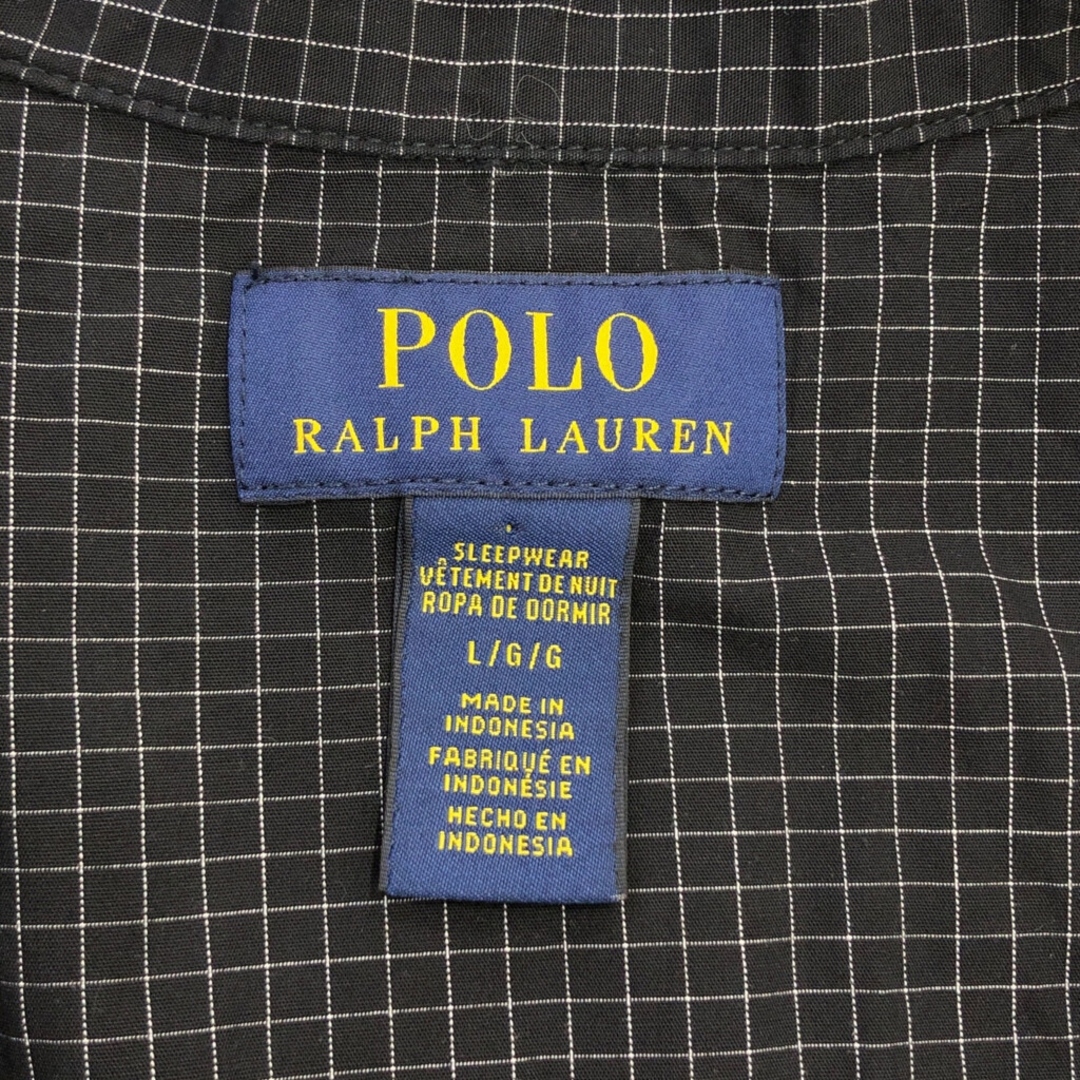 POLO
RALPH LAUREN
SLEEPWEAR
VÊTEMENT DE NUIT
ROPA DE DORMIR
L/G/G
MADE IN
INDONESIA
FABRIQUÉ EN
INDONÉSIE
HECHO EN
INDONESIA